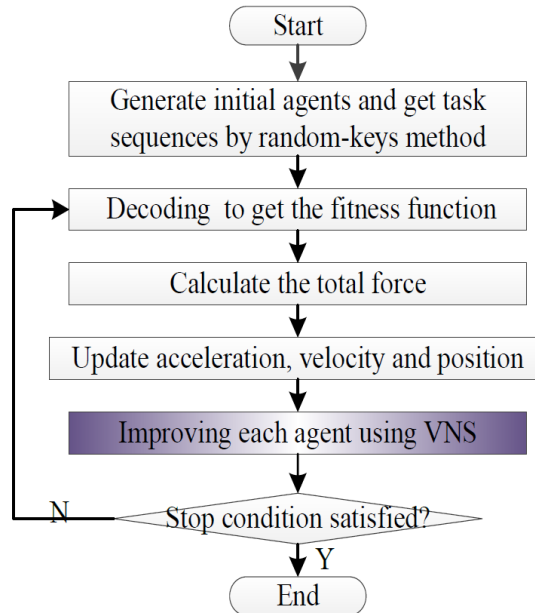 Start
Generate initial agents and get task
sequences by random-keys method
Decoding to get the fitness function
Calculate the total force
Update acceleration, velocity and position
Improving each agent using VNS
Stop condition satisfied?
N
Y
End